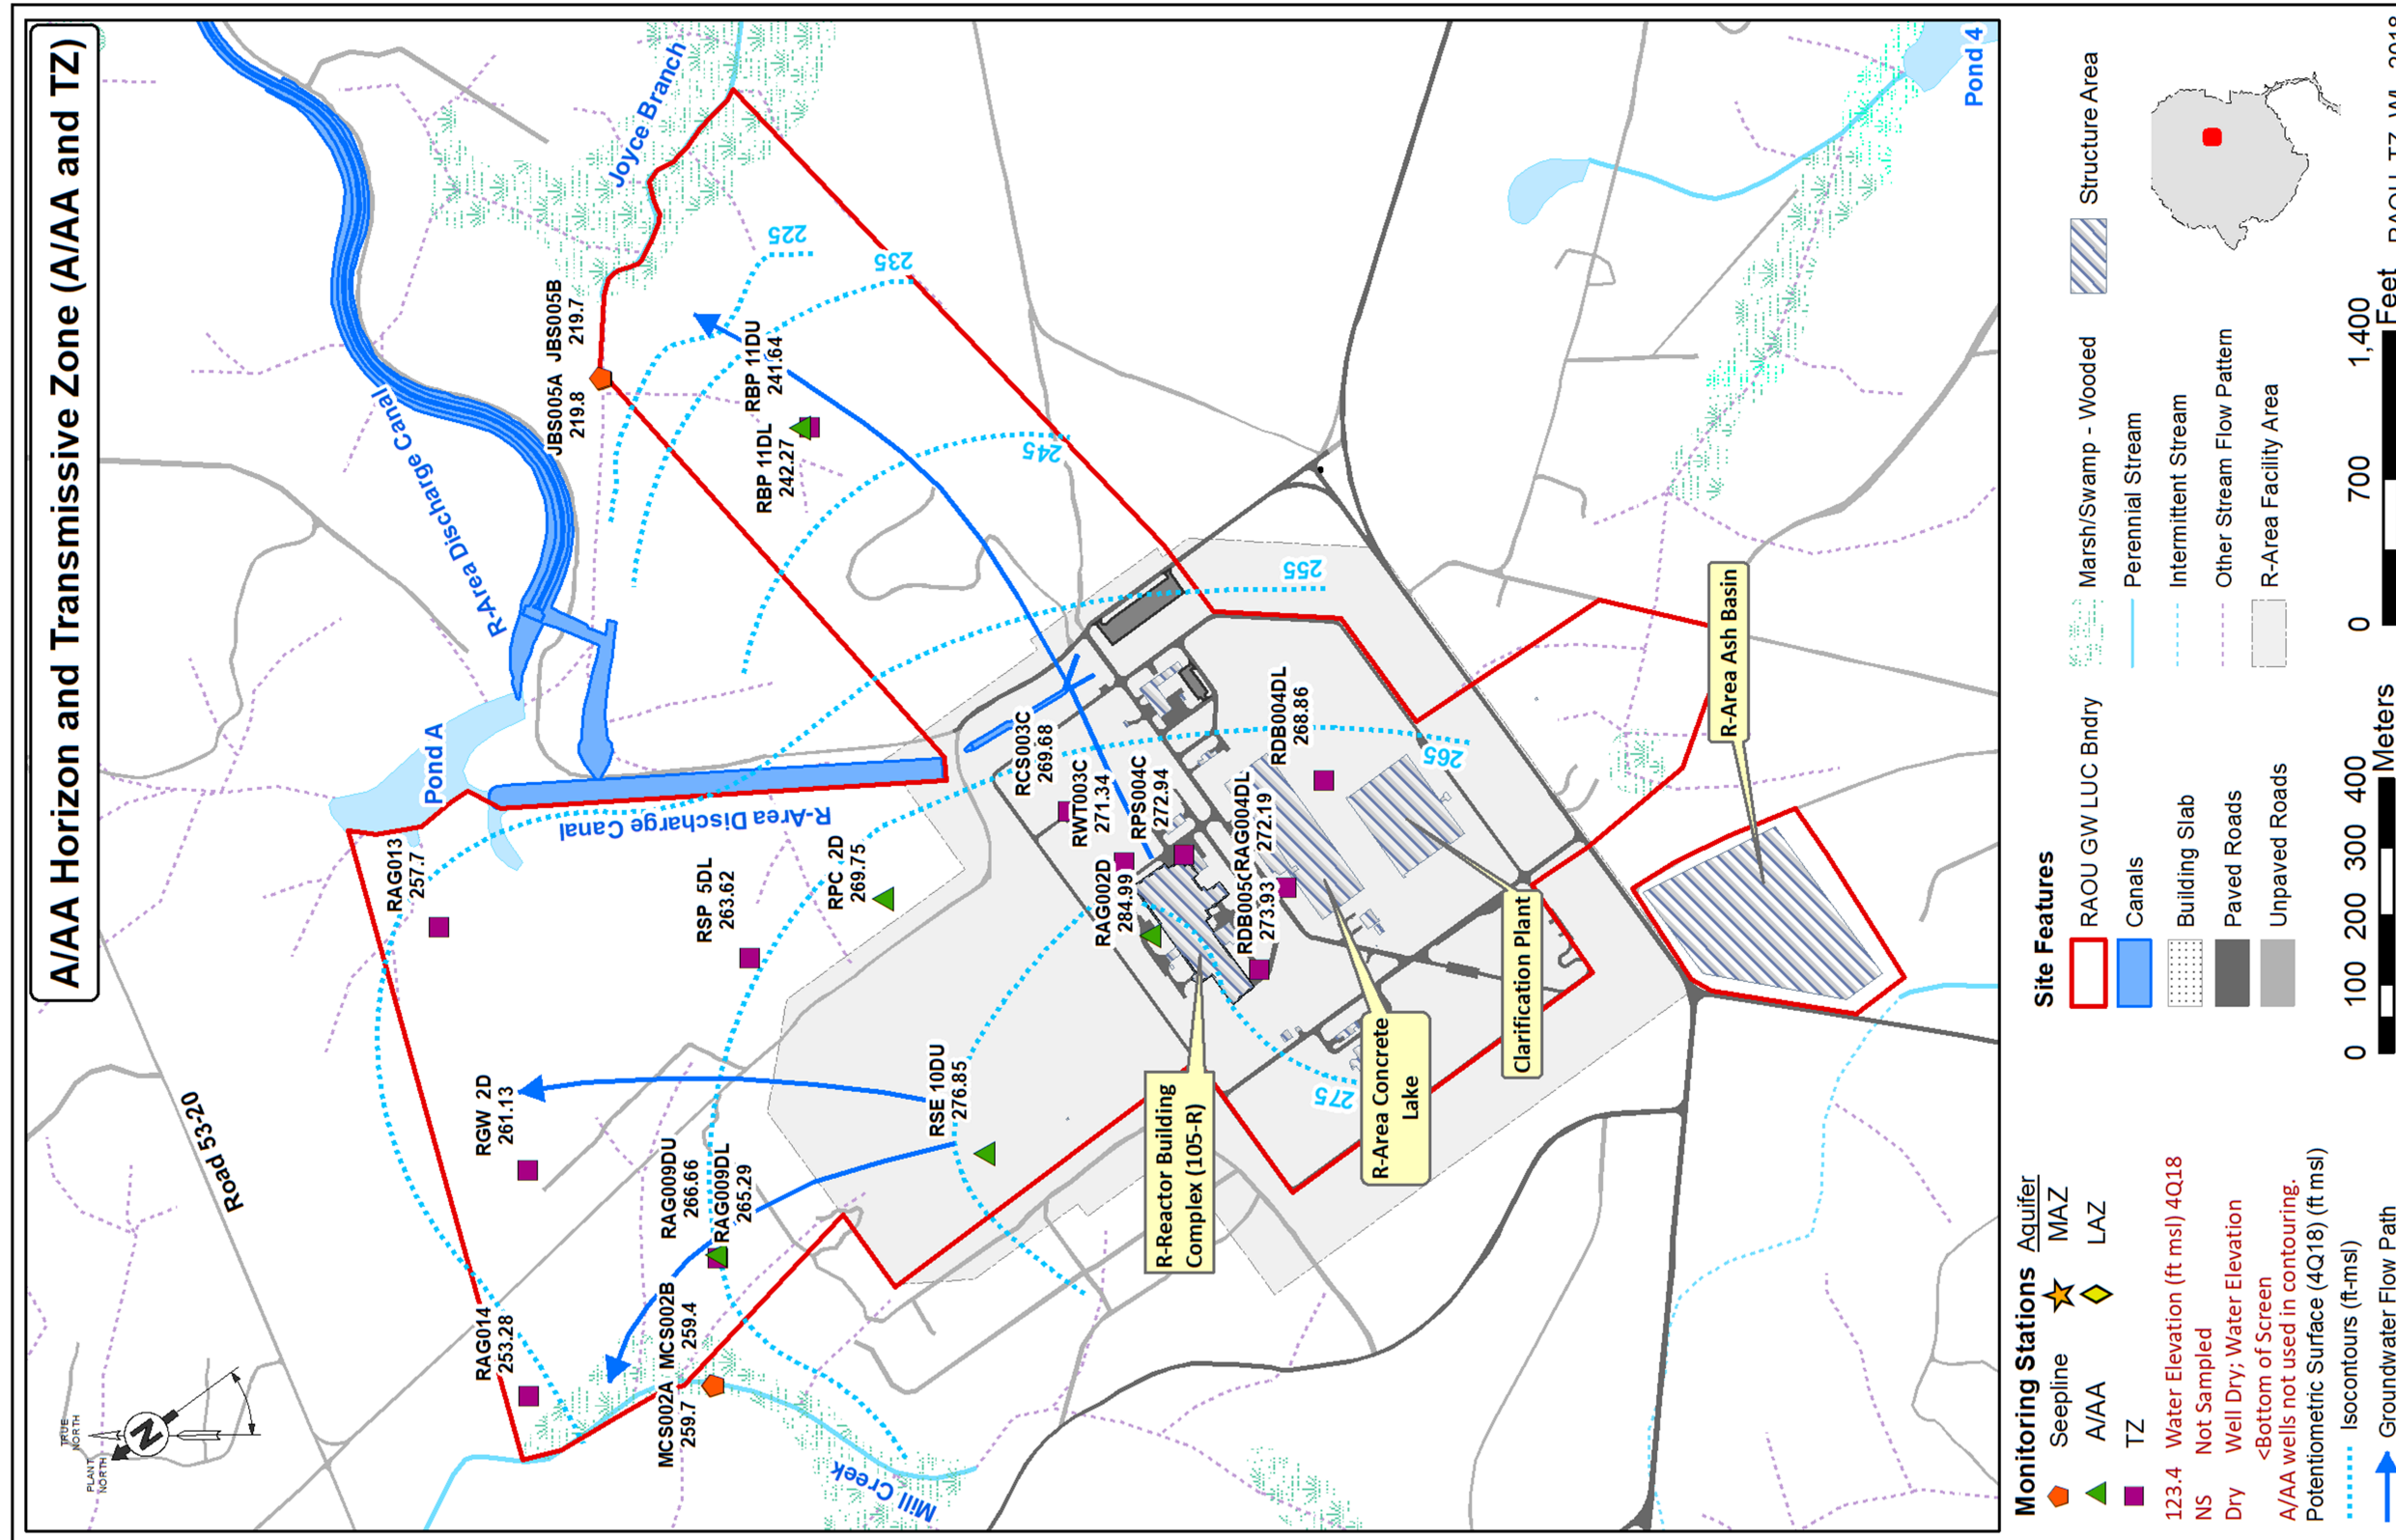 A/AA Horizon and Transmissive Zone (A/AA and TZ)
TRUE
NORTH
PLANT
NORTH
N
Road 53-20
R-Area Discharge Canal
Joyce Branch
Pond A
R-Area Discharge Canal
Mill Creek
Pond 4
JBS005A JBS005B
219.8 219.7
RBP 11DU
241.64
RBP 11DL
242.27
RAG013
257.7
RSP 5DL
263.62
RPC 2D
269.75
RGW 2D
261.13
RAG014
253.28
RAG009DU
266.66
RAG009DL
265.29
MCS002A MCS002B
259.7 259.4
RSE 10DU
276.85
RCS003C
269.68
RWT003C
271.34
RPS004C
272.94
RAG002D
284.99
RAG004DL
272.19
RDB005
273.93
RDB004DL
268.86
225
235
245
255
265
275
R-Reactor Building
Complex (105-R)
R-Area Concrete
Lake
Clarification Plant
R-Area Ash Basin
Monitoring Stations
Aquifer
Seepline
MAZ
A/AA
LAZ
TZ
123.4 Water Elevation (ft msl) 4Q18
NS Not Sampled
Dry Well Dry; Water Elevation
<Bottom of Screen
A/AA wells not used in contouring.
Potentiometric Surface (4Q18) (ft msl)
Isocontours (ft-msl)
Groundwater Flow Path
Site Features
RAOU GW LUC Bndry
Canals
Building Slab
Paved Roads
Unpaved Roads
Marsh/Swamp - Wooded
Perennial Stream
Intermittent Stream
Other Stream Flow Pattern
R-Area Facility Area
Structure Area
0 100 200 300 400
Meters
0 700 1,400
Feet